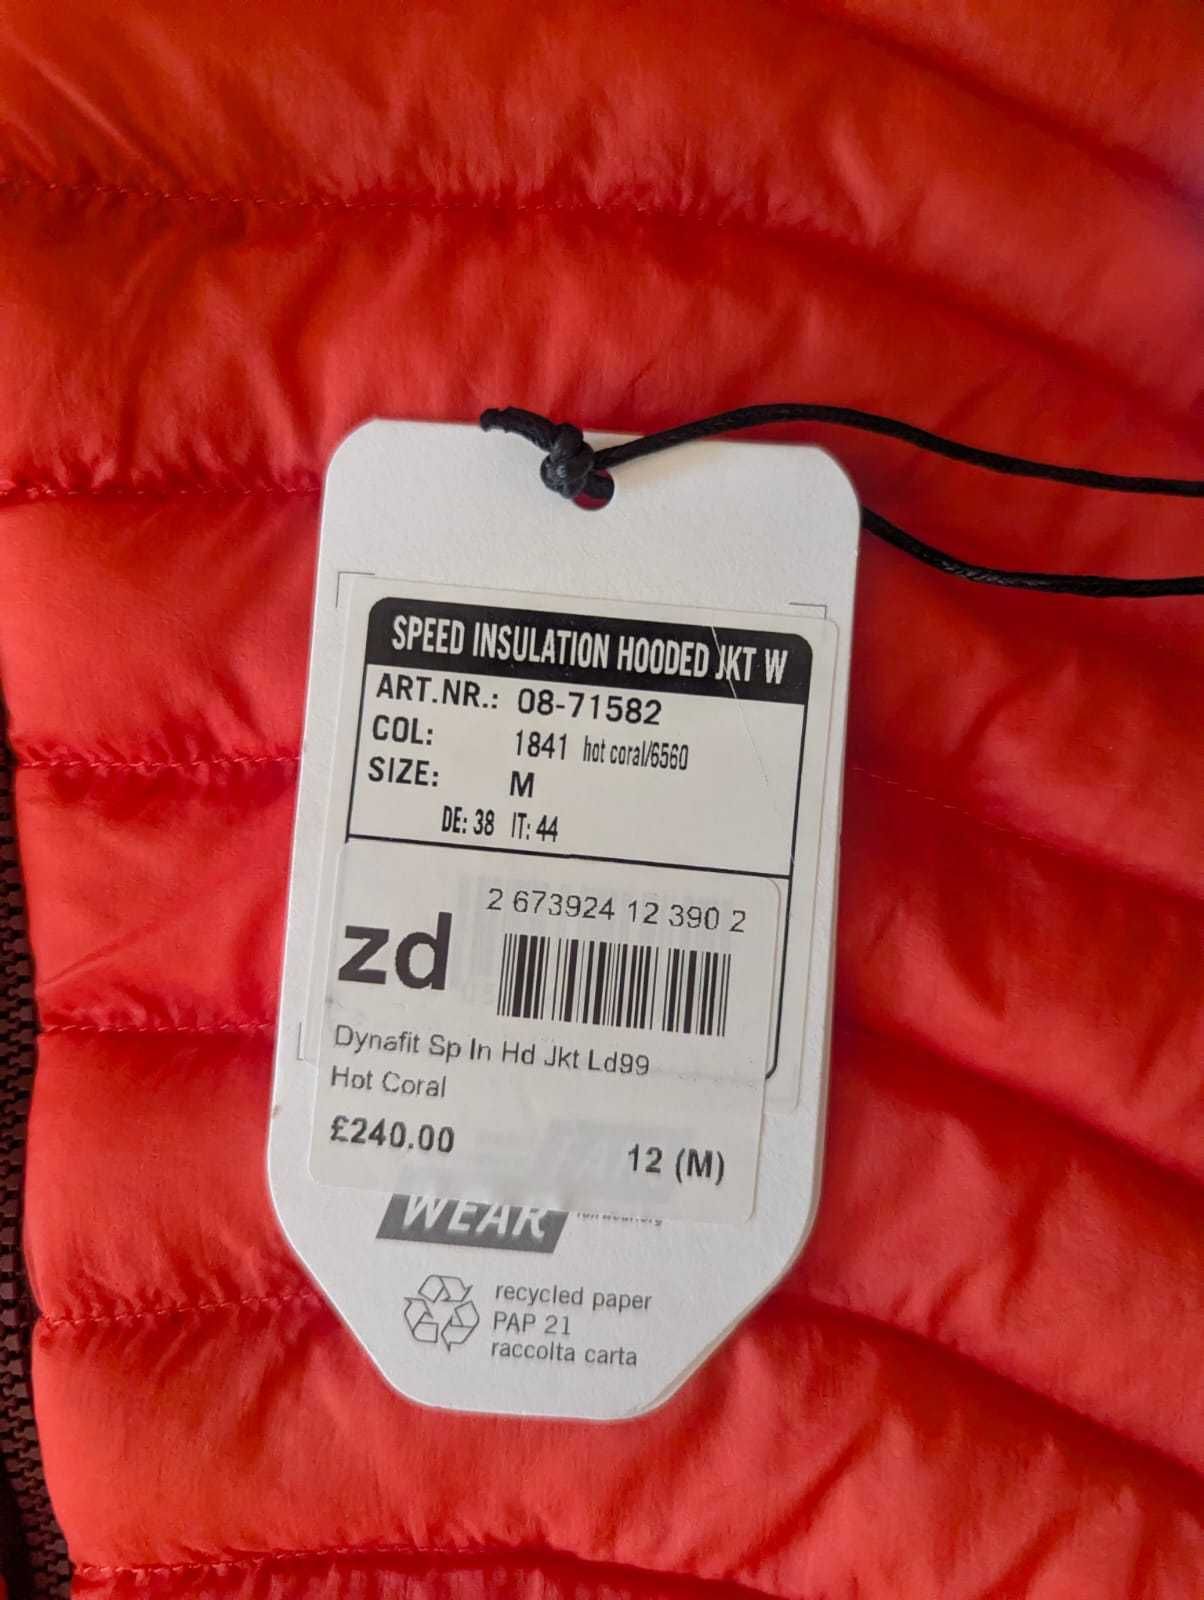 SPEED INSULATION HOODED JKT W
ART.NR.: 08-71582
COL: 1841 hot coral/6560
SIZE: M
DE: 38 IT: 44
2 673924 12 390 2
zd
Dynafit Sp In Hd Jkt Ld99
Hot Coral
£240.00 12 (M)
WEAR
recycled paper
PAP 21
raccolta carta